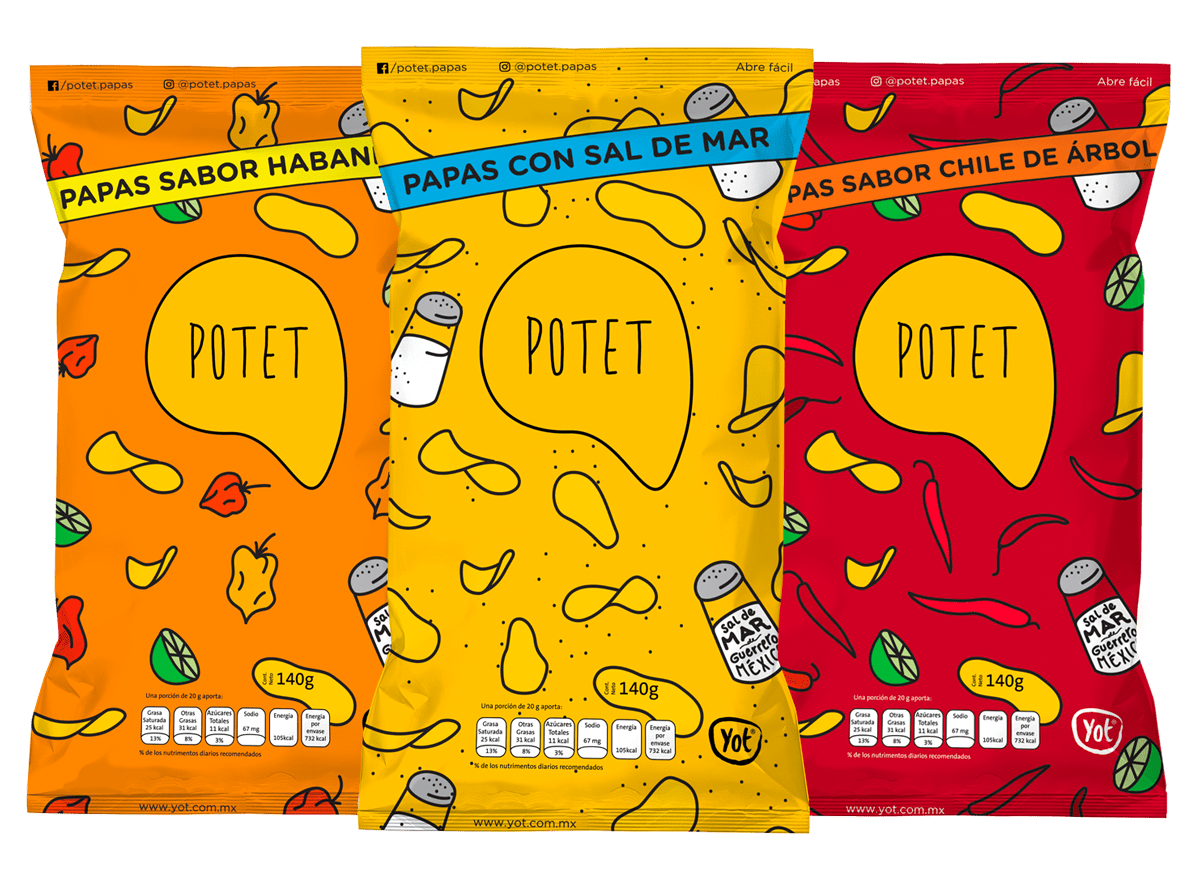 /potet.papas @potet.papas
PAPAS SABOR HABAN
POTET
Cont. Neto 140g
Una porción de 20 g aporta:
Grasa Saturada 25 kcal 13%
Otras Grasas 31 kcal 8%
Azúcares Totales 11 kcal 3%
Sodio 67 mg
Energía 105kcal
Energía por envase 732 kcal
% de los nutrimentos diarios recomendados
www.yot.com.mx
Sal de
M
/potet.papas @potet.papas Abre fácil
PAPAS CON SAL DE MAR
POTET
Sal de
MAR
de
Guerrero
MÉXICO
Cont. Neto 140g
Una porción de 20 g aporta:
Grasa Saturada 25 kcal 13%
Otras Grasas 31 kcal 8%
Azúcares Totales 11 kcal 3%
Sodio 67 mg
Energía 105kcal
Energía por envase 732 kcal
% de los nutrimentos diarios recomendados
Yot®
www.yot.com.mx
apas @potet.papas Abre fácil
PAS SABOR CHILE DE ÁRBOL
POTET
Sal de
MAR
de
Guerrero
MÉXIC
Cont. Neto 140g
Una porción de 20 g aporta:
Grasa Saturada 25 kcal 13%
Otras Grasas 31 kcal 8%
Azúcares Totales 11 kcal 3%
Sodio 67 mg
Energía 105kcal
Energía por envase 732 kcal
% de los nutrimentos diarios recomendados
Yot®
www.yot.com.mx